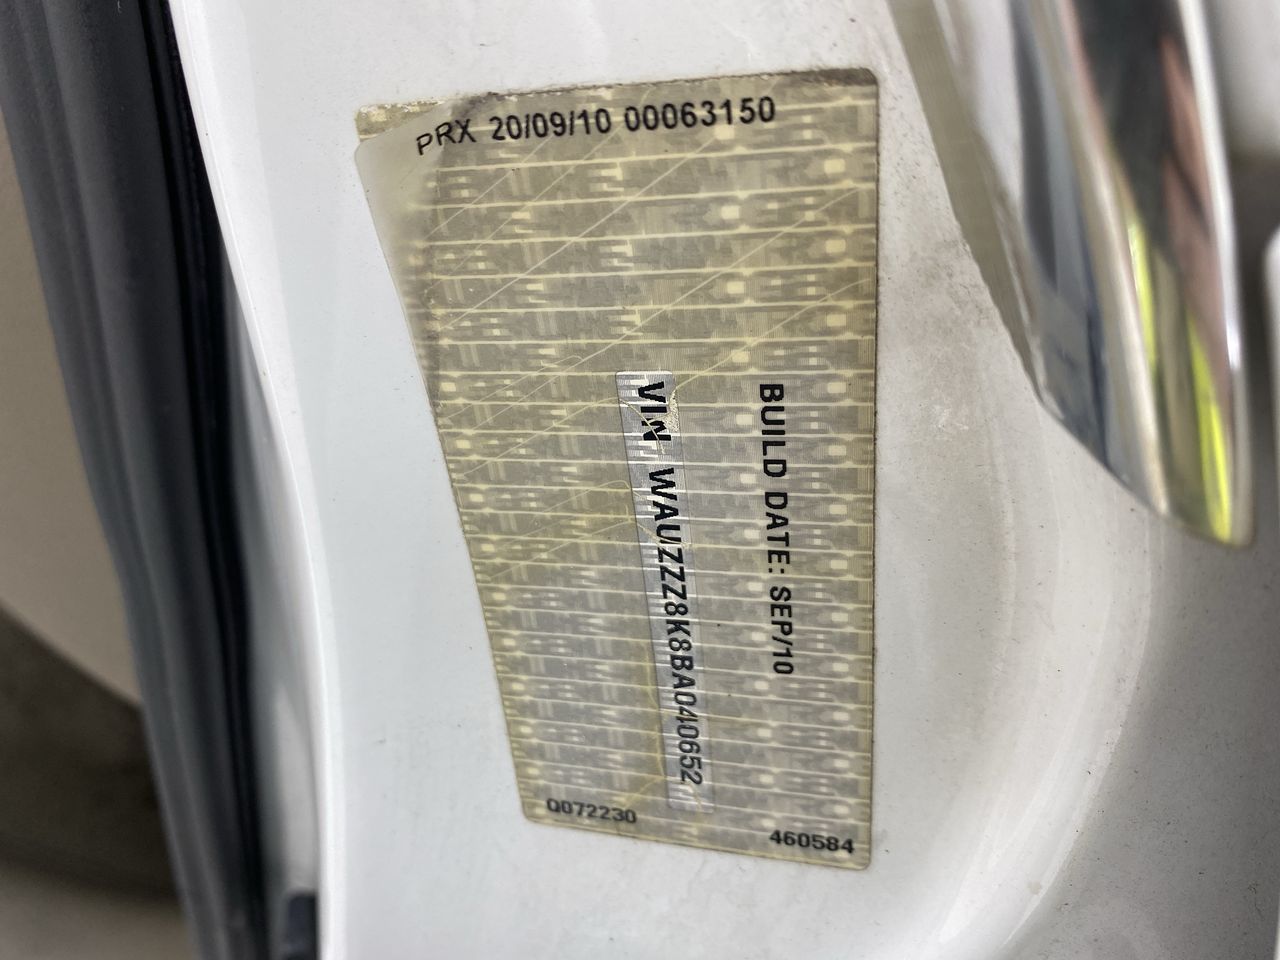 PRX 20/09/10 00063150
BUILD DATE: SEP/10
VIN WAUZZZ8K8BA040652
Q072230
460584